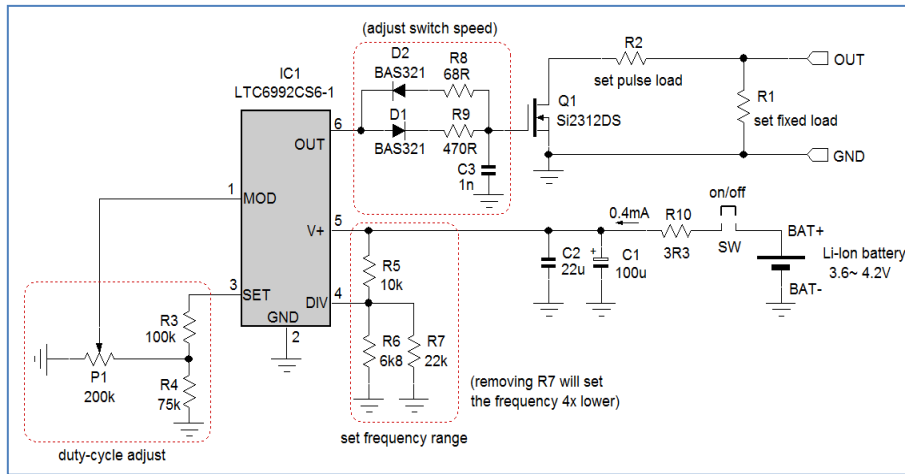 (adjust switch speed)
D2
BAS321
R8
68R
D1
BAS321
R9
470R
C3
1n
IC1
LTC6992CS6-1
6
OUT
1
MOD
V+
5
3
SET
DIV
4
GND
2
Q1
Si2312DS
R2
set pulse load
R1
set fixed load
OUT
GND
on/off
0.4mA
R10
3R3
SW
BAT+
Li-Ion battery
3.6~ 4.2V
BAT-
C2
22u
+
C1
100u
R5
10k
R6
6k8
R7
22k
(removing R7 will set
the frequency 4x lower)
set frequency range
R3
100k
P1
200k
R4
75k
duty-cycle adjust